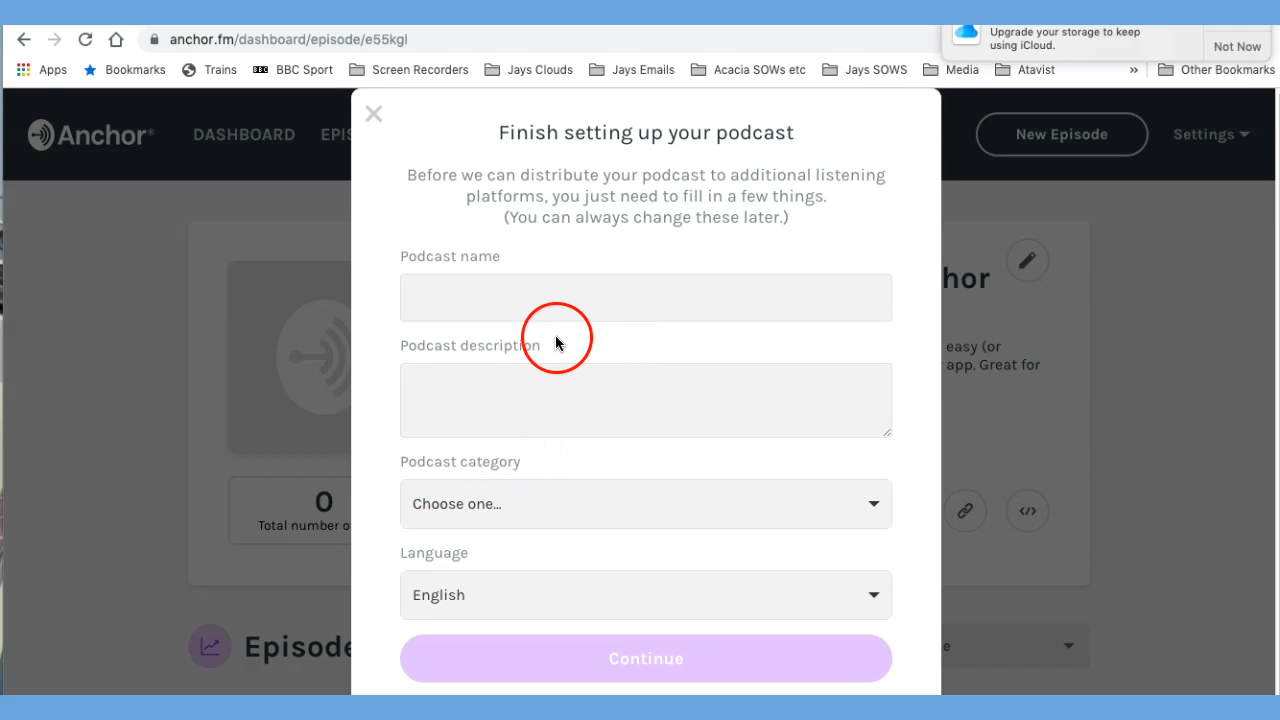 anchor.fm/dashboard/episode/e55kgl
Upgrade your storage to keep
using iCloud.
Not Now
Apps
Bookmarks
Trains
BBC Sport
Screen Recorders
Jays Clouds
Jays Emails
Acacia SOWs etc
Jays SOWS
Media
Atavist
»
Other Bookmarks
Anchor
DASHBOARD
EPIS
New Episode
Settings
Finish setting up your podcast
Before we can distribute your podcast to additional listening
platforms, you just need to fill in a few things.
(You can always change these later.)
Podcast name
hor
Podcast description
easy (or
app. Great for
Podcast category
Choose one...
0
Total number o
</>
Language
English
Episode
e
Continue